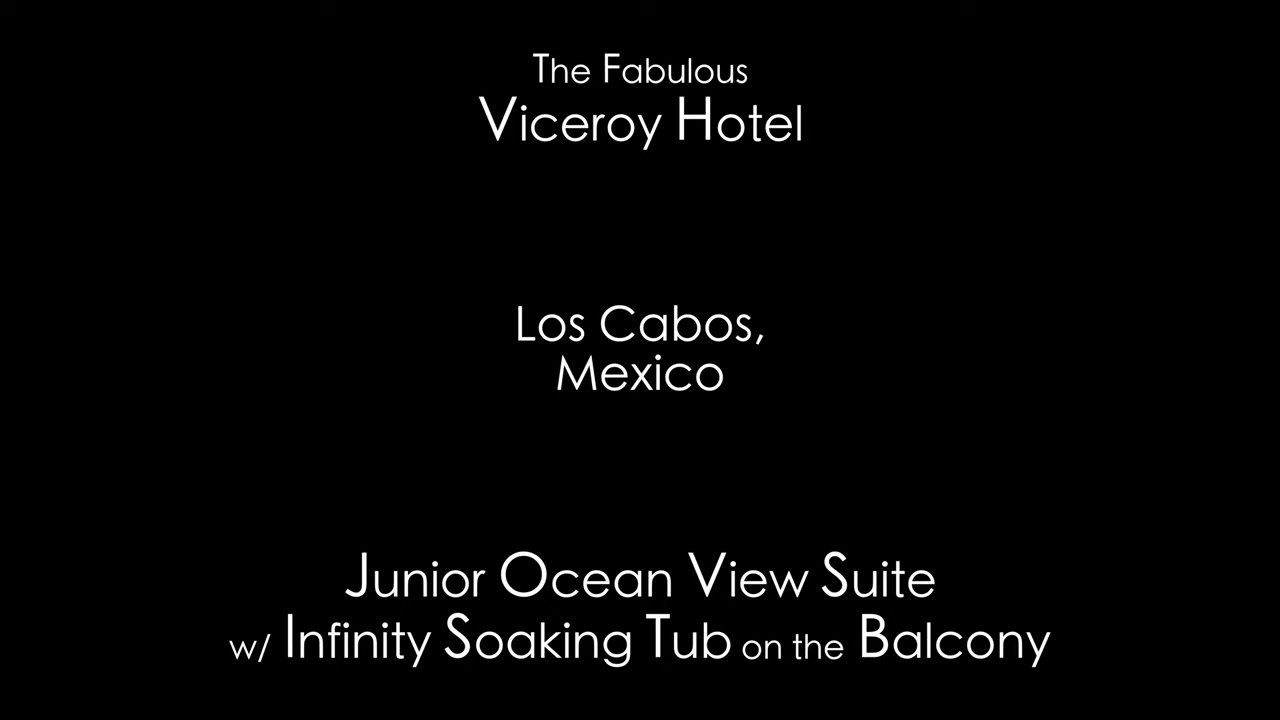 The Fabulous
Viceroy Hotel
Los Cabos,
Mexico
Junior Ocean View Suite
w/ Infinity Soaking Tub on the Balcony